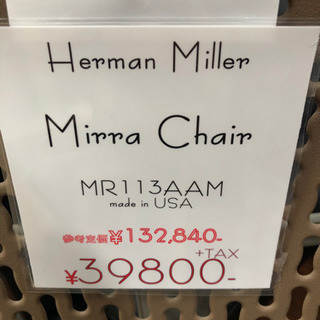 Herman Miller
Mirra Chair
MR113AAM
made in USA
参考定価¥132,840-
+TAX
¥39800-